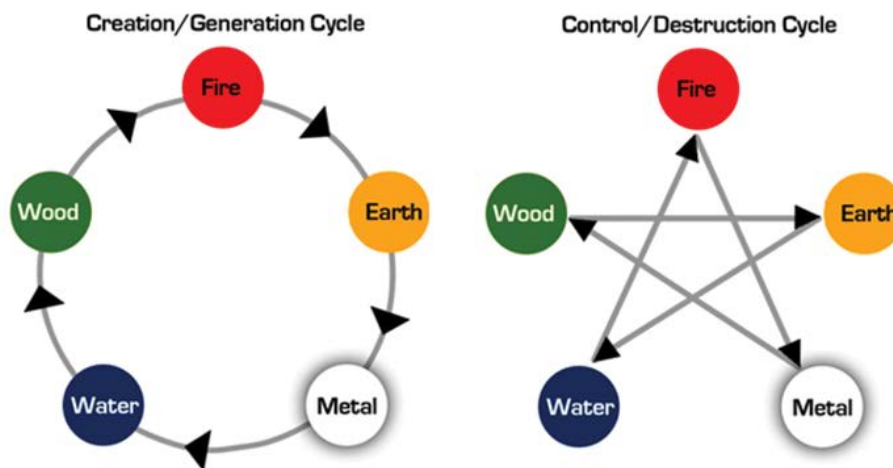 Creation/Generation Cycle
Fire
Wood
Earth
Water
Metal
Control/Destruction Cycle
Fire
Wood
Earth
Water
Metal